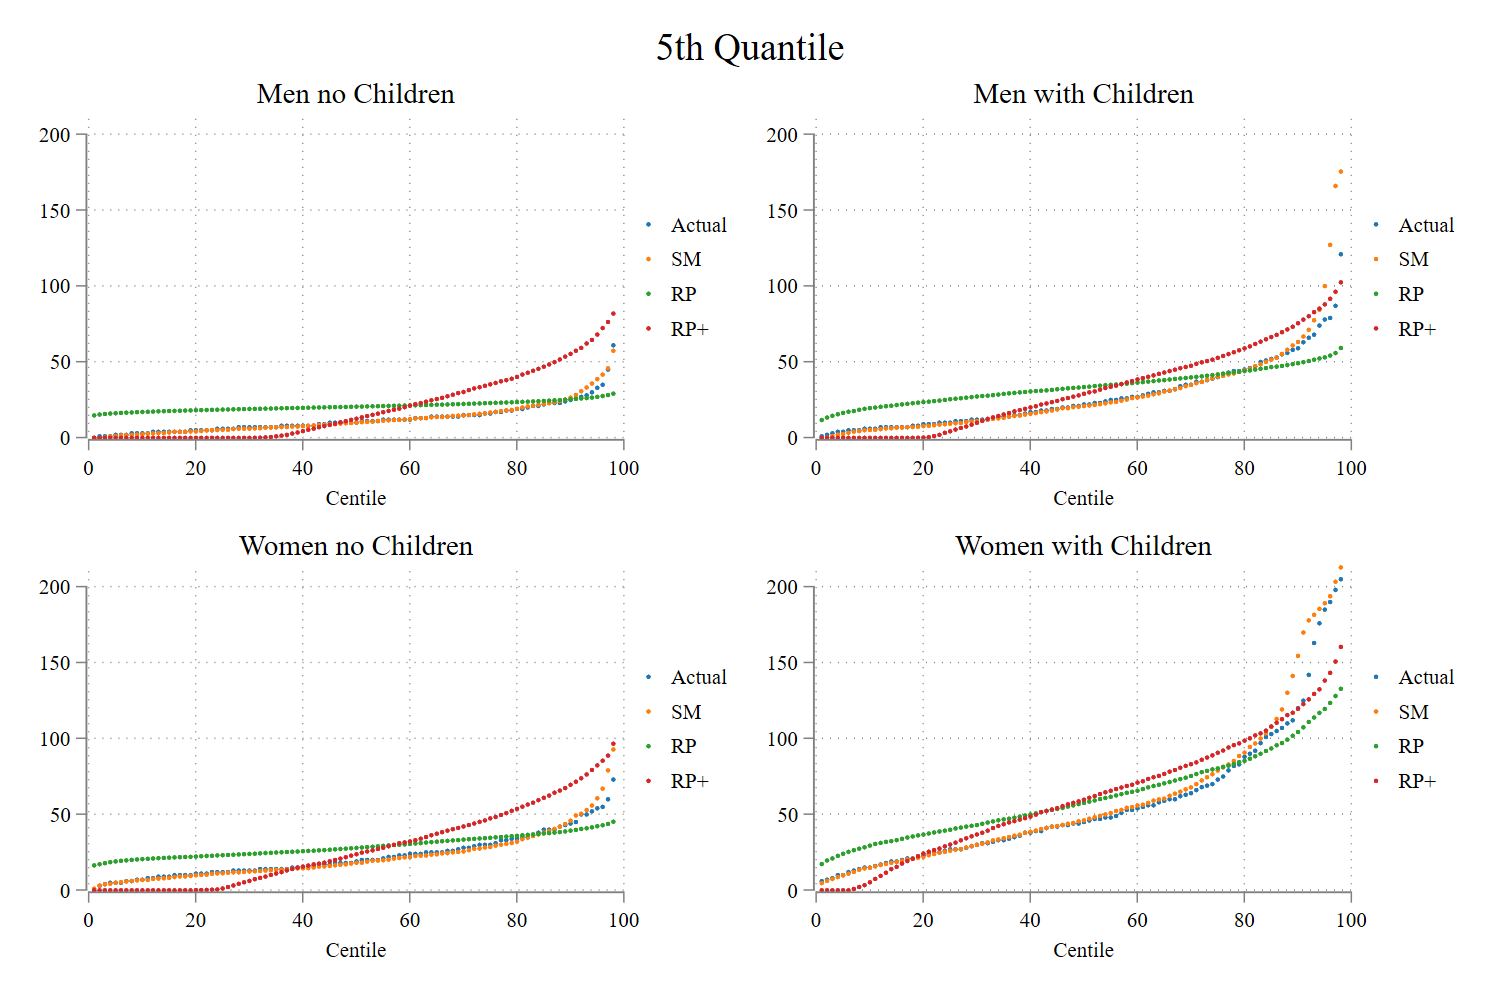 5th Quantile
Men no Children
200
150
100
50
0
0 20 40 60 80 100
Centile
Actual
SM
RP
RP+
Men with Children
200
150
100
50
0
0 20 40 60 80 100
Centile
Actual
SM
RP
RP+
Women no Children
200
150
100
50
0
0 20 40 60 80 100
Centile
Actual
SM
RP
RP+
Women with Children
200
150
100
50
0
0 20 40 60 80 100
Centile
Actual
SM
RP
RP+